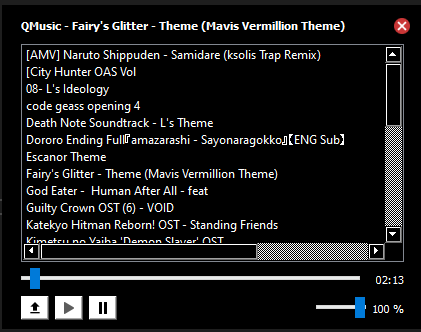 QMusic - Fairy's Glitter - Theme (Mavis Vermillion Theme)
[AMV] Naruto Shippuden - Samidare (ksolis Trap Remix)
[City Hunter OAS Vol
08- L's Ideology
code geass opening 4
Death Note Soundtrack - L's Theme
Dororo Ending Full『amazarashi - Sayonaragokko』【ENG Sub】
Escanor Theme
Fairy's Glitter - Theme (Mavis Vermillion Theme)
God Eater -  Human After All - feat
Guilty Crown OST (6) - VOID
Katekyo Hitman Reborn! OST - Standing Friends
Kimetsu no Yaiba 'Demon Slayer' OST
02:13
100 %